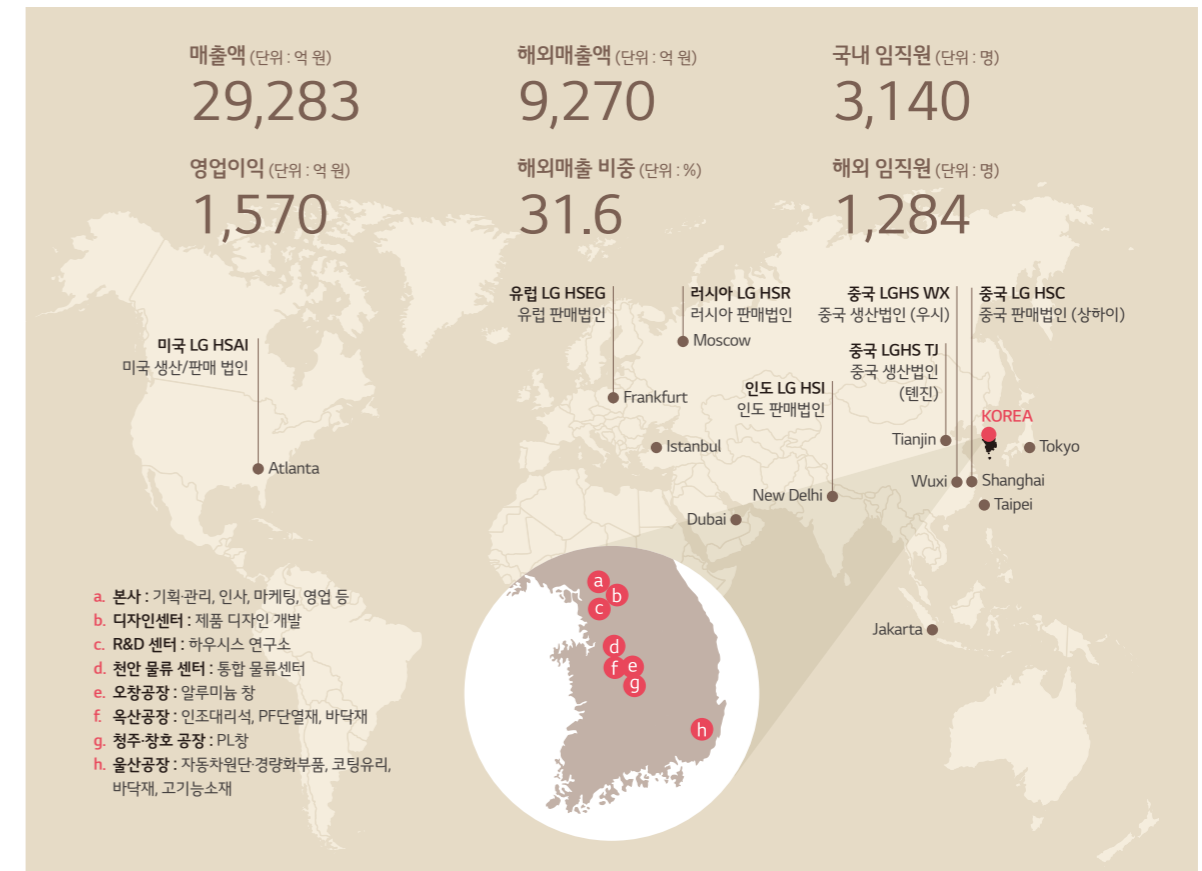 매출액 (단위 : 억 원)
29,283
해외매출액 (단위 : 억 원)
9,270
국내 임직원 (단위 : 명)
3,140
영업이익 (단위 : 억 원)
1,570
해외매출 비중 (단위 : %)
31.6
해외 임직원 (단위 : 명)
1,284
미국 LG HSAI
미국 생산/판매 법인
Atlanta
유럽 LG HSEG
유럽 판매법인
Frankfurt
러시아 LG HSR
러시아 판매법인
Moscow
Istanbul
인도 LG HSI
인도 판매법인
New Delhi
Dubai
중국 LGHS WX
중국 생산법인 (우시)
Wuxi
중국 LG HSC
중국 판매법인 (상하이)
Shanghai
중국 LGHS TJ
중국 생산법인
(톈진)
Tianjin
KOREA
Tokyo
Taipei
Jakarta
a. 본사 : 기획·관리, 인사, 마케팅, 영업 등
b. 디자인센터 : 제품 디자인 개발
c. R&D 센터 : 하우시스 연구소
d. 천안 물류 센터 : 통합 물류센터
e. 오창공장 : 알루미늄 창
f. 옥산공장 : 인조대리석, PF단열재, 바닥재
g. 청주·창호 공장 : PL창
h. 울산공장 : 자동차원단·경량화부품, 코팅유리,
바닥재, 고기능소재
a
b
c
d
f
e
g
h